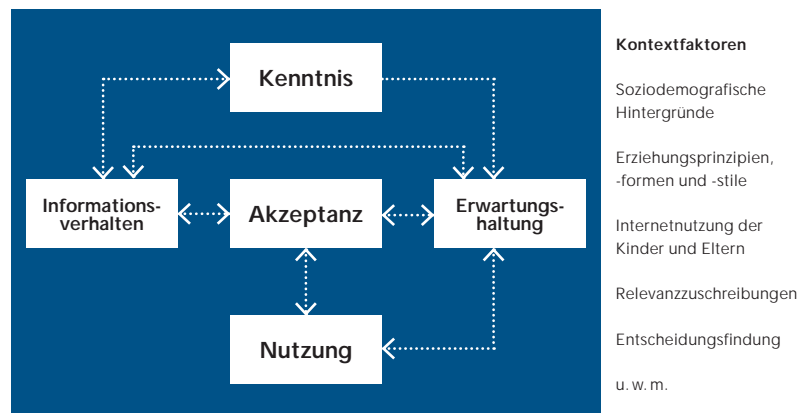 Kenntnis
Informations-
verhalten
Akzeptanz
Erwartungs-
haltung
Nutzung
Kontextfaktoren
Soziodemografische
Hintergründe
Erziehungsprinzipien,
-formen und -stile
Internetnutzung der
Kinder und Eltern
Relevanzzuschreibungen
Entscheidungsfindung
u. w. m.